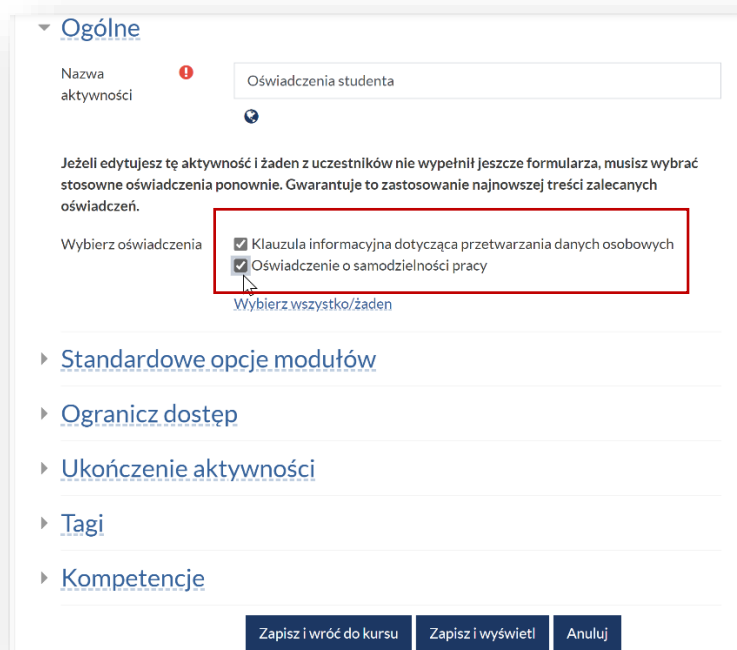 Ogólne
Nazwa
aktywności
Oświadczenia studenta
Jeżeli edytujesz tę aktywność i żaden z uczestników nie wypełnił jeszcze formularza, musisz wybrać
stosowne oświadczenia ponownie. Gwarantuje to zastosowanie najnowszej treści zalecanych
oświadczeń.
Wybierz oświadczenia
Klauzula informacyjna dotycząca przetwarzania danych osobowych
Oświadczenie o samodzielności pracy
Wybierz wszystko/żaden
Standardowe opcje modułów
Ogranicz dostęp
Ukończenie aktywności
Tagi
Kompetencje
Zapisz i wróć do kursu Zapisz i wyświetl Anuluj